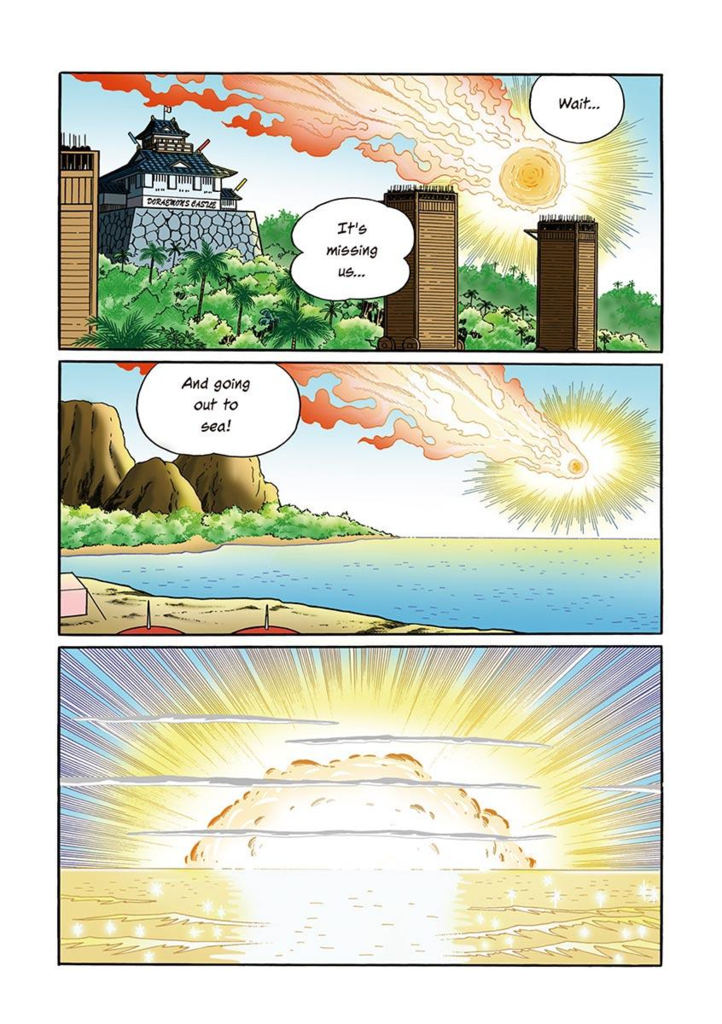 Wait...
DORAEMON'S CASTLE
It's
missing
us...
And going
out to
sea!